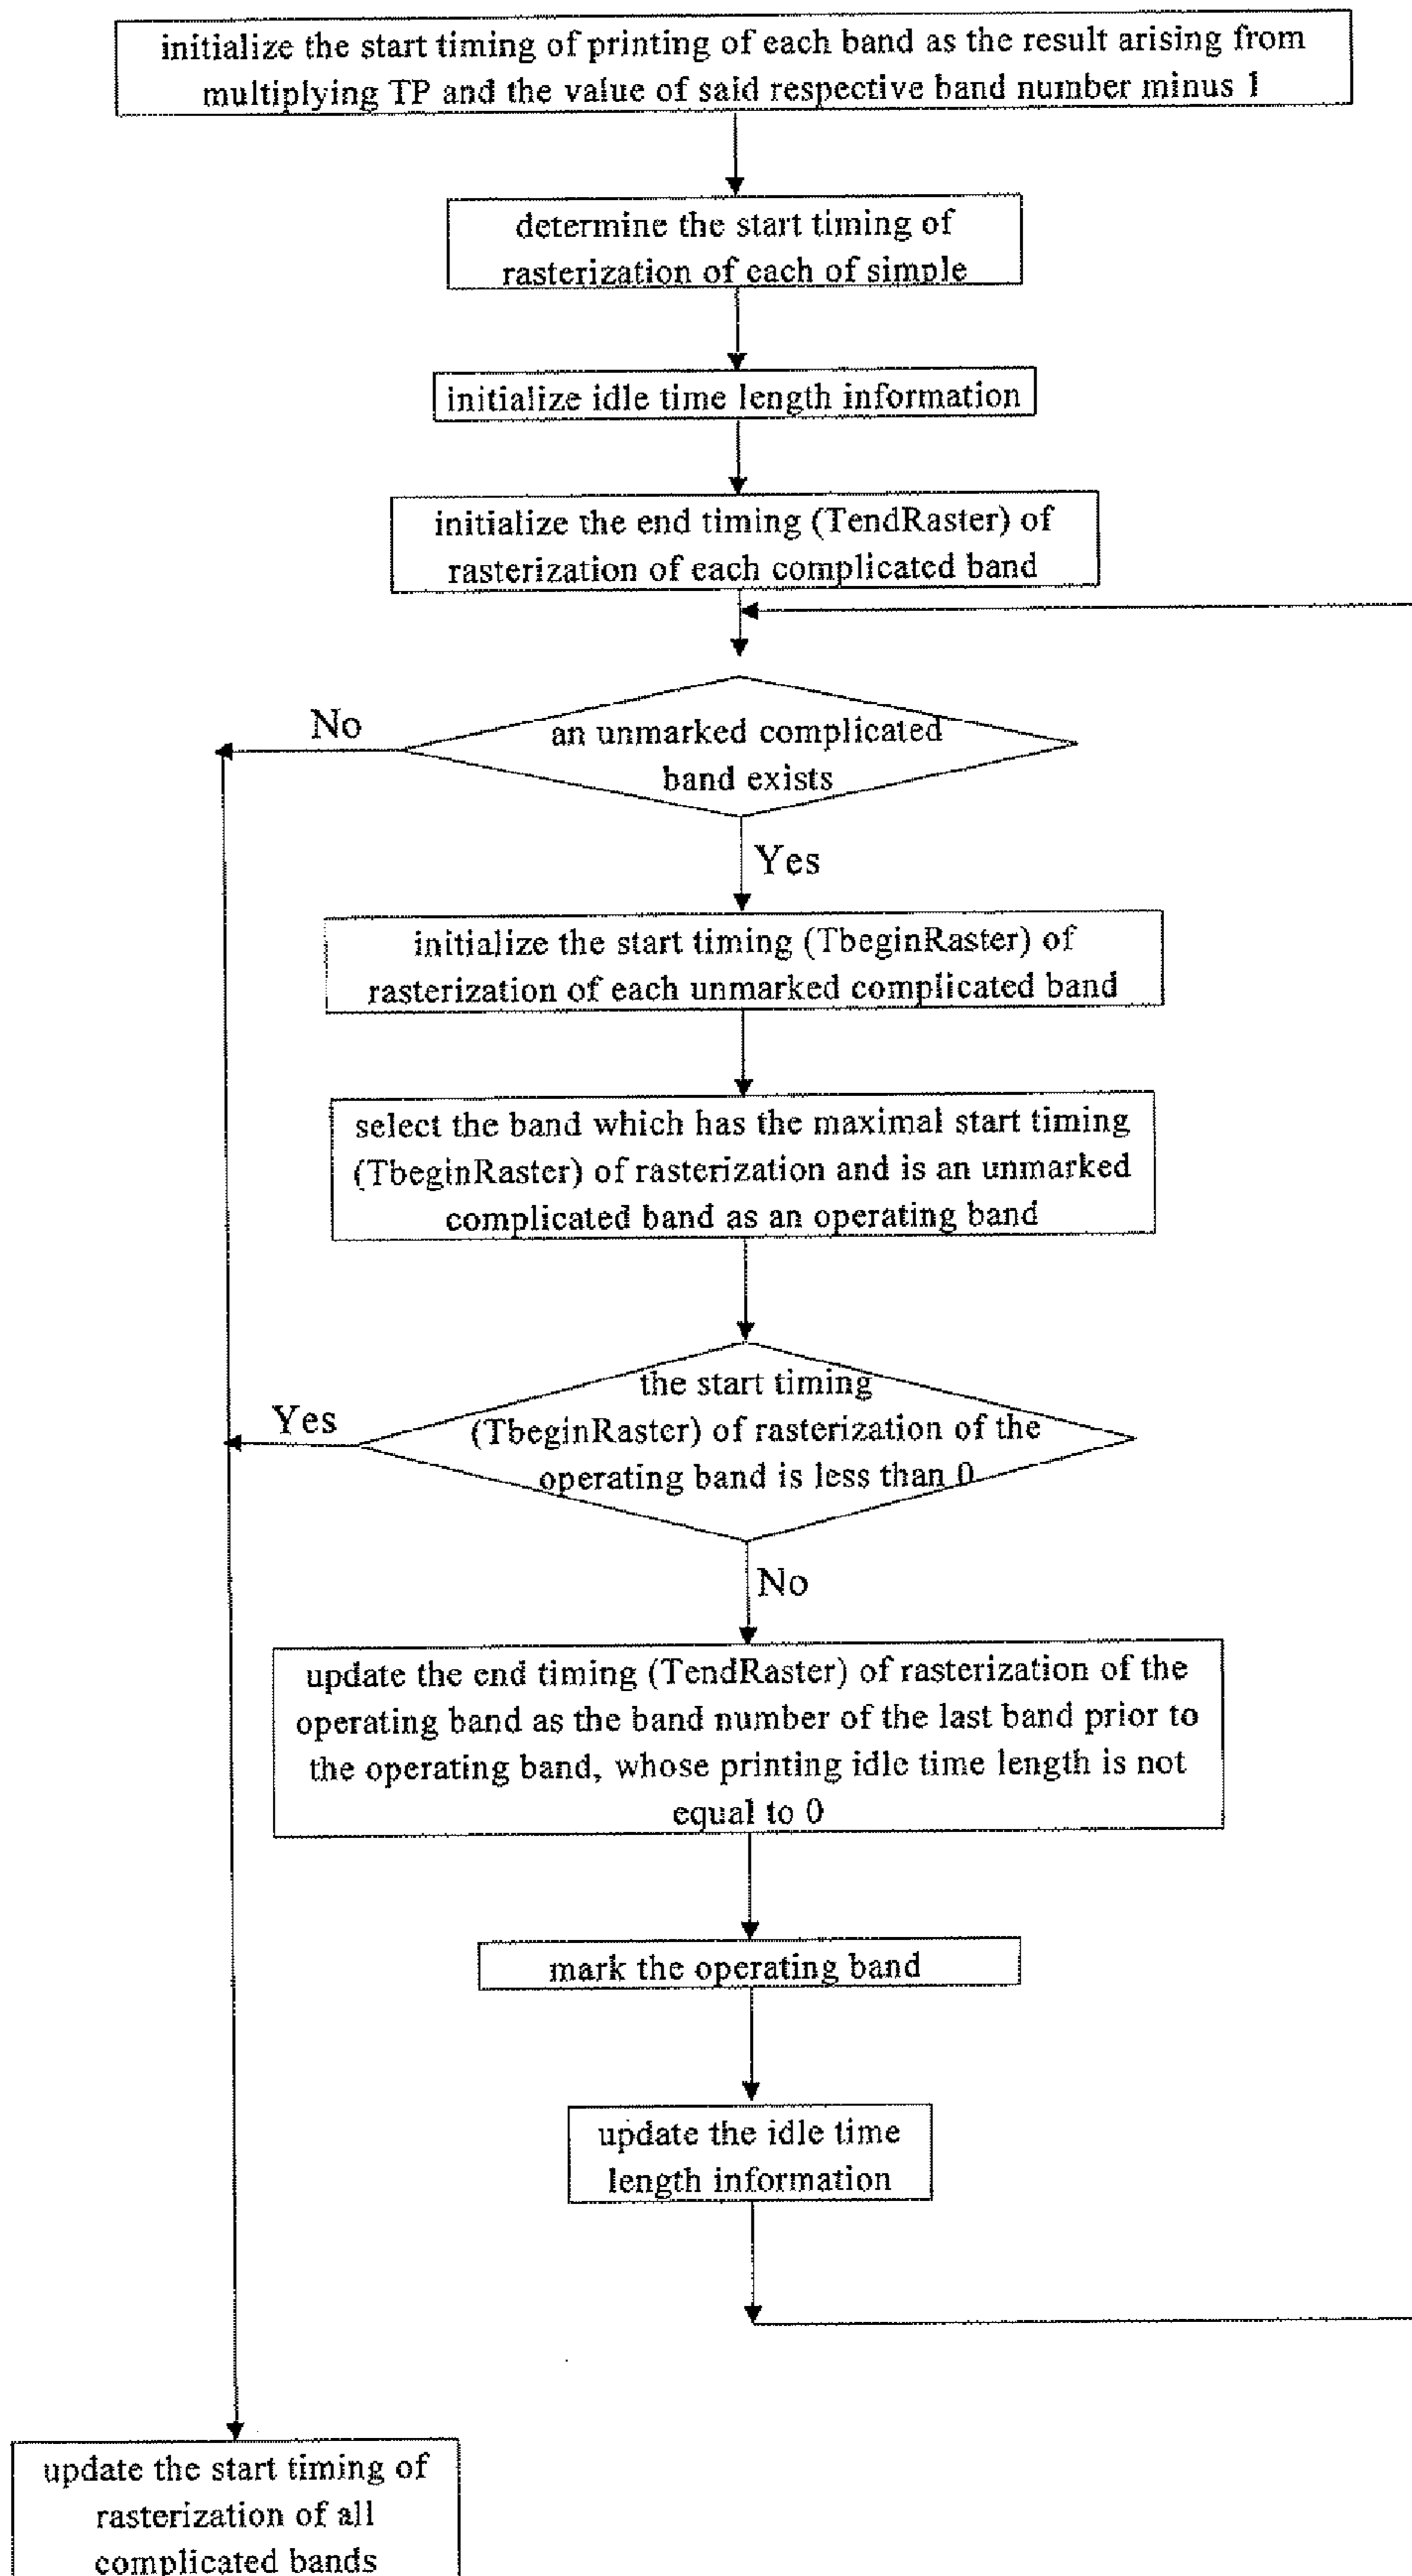 initialize the start timing of printing of each band as the result arising from
multiplying TP and the value of said respective band number minus 1
determine the start timing of
rasterization of each of simple
initialize idle time length information
initialize the end timing (TendRaster) of
rasterization of each complicated band
No
an unmarked complicated
band exists
Yes
initialize the start timing (TbeginRaster) of
rasterization of each unmarked complicated band
select the band which has the maximal start timing
(TbeginRaster) of rasterization and is an unmarked
complicated band as an operating band
the start timing
Yes
(TbeginRaster) of rasterization of the
operating band is less than 0
No
update the end timing (TendRaster) of rasterization of the
operating band as the band number of the last band prior to
the operating band, whose printing idle time length is not
equal to 0
mark the operating band
update the idle time
length information
update the start timing of
rasterization of all
complicated bands